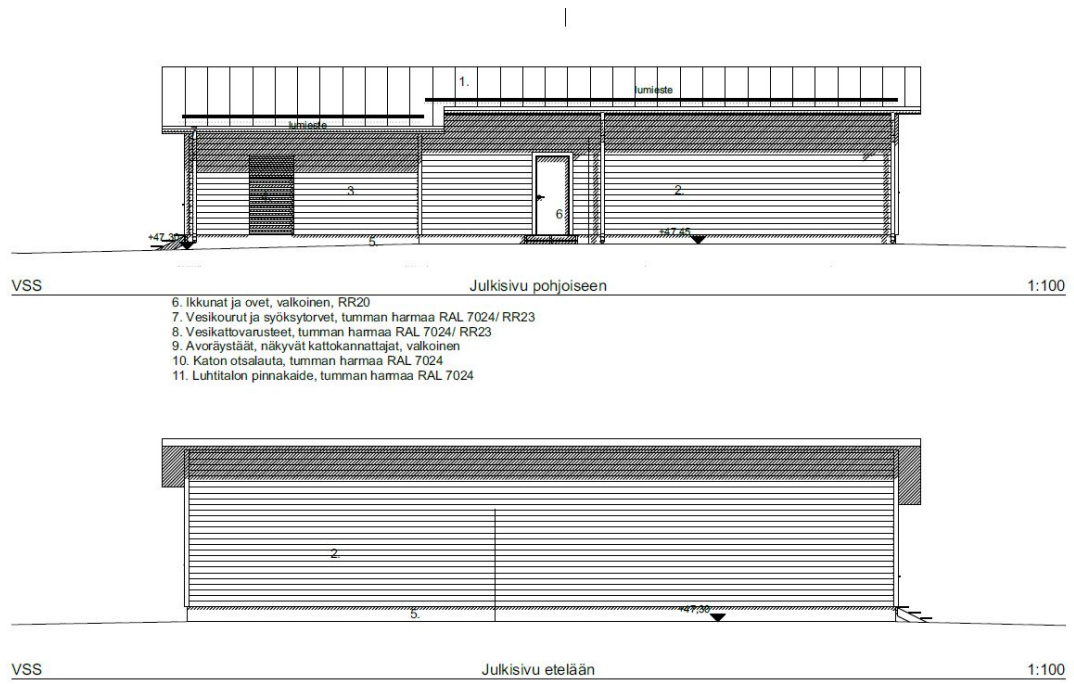 1.
lumieste
lumieste
7
3.
2.
6
+47,30
5.
+47,45
VSS Julkisivu pohjoiseen 1:100
6. Ikkunat ja ovet, valkoinen, RR20
7. Vesikourut ja syöksytorvet, tumman harmaa RAL 7024/ RR23
8. Vesikattovarusteet, tumman harmaa RAL 7024/ RR23
9. Avoräystäät, näkyvät kattokannattajat, valkoinen
10. Katon otsalauta, tumman harmaa RAL 7024
11. Luhtitalon pinnakaide, tumman harmaa RAL 7024
2.
5.
+47,30
VSS Julkisivu etelään 1:100